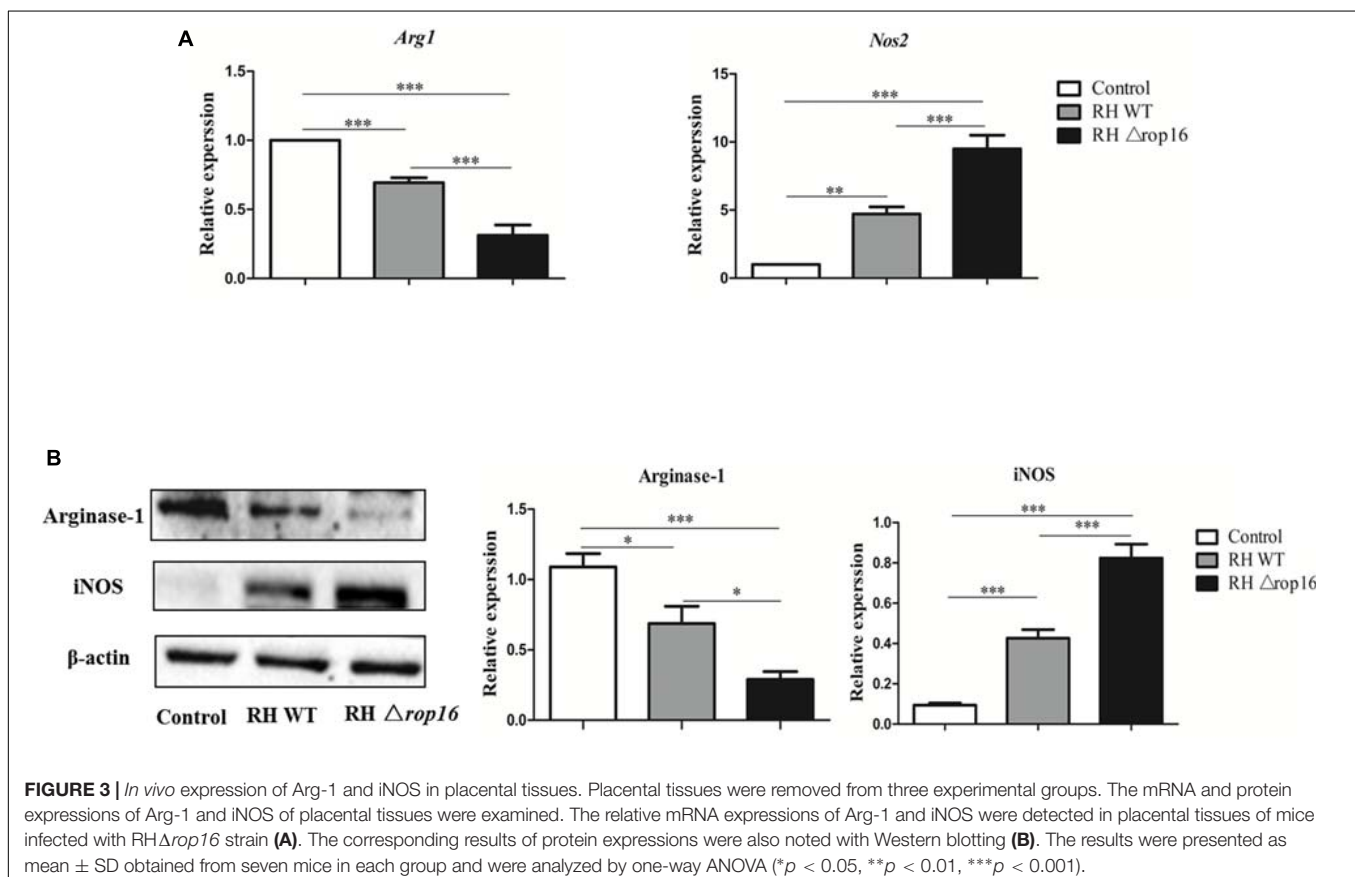 A
Arg1
Nos2
Relative experssion
1.5
1.0
0.5
0.0
***
***
***
Relative experssion
15
10
5
0
***
***
**
Control
RH WT
RH △rop16
B
Arginase-1
iNOS
β-actin
Control RH WT RH △rop16
Arginase-1
Relative experssion
1.5
1.0
0.5
0.0
***
*
*
iNOS
Relative experssion
1.0
0.8
0.6
0.4
0.2
0.0
***
***
***
Control
RH WT
RH △rop16
FIGURE 3 | In vivo expression of Arg-1 and iNOS in placental tissues. Placental tissues were removed from three experimental groups. The mRNA and protein
expressions of Arg-1 and iNOS of placental tissues were examined. The relative mRNA expressions of Arg-1 and iNOS were detected in placental tissues of mice
infected with RHΔrop16 strain (A). The corresponding results of protein expressions were also noted with Western blotting (B). The results were presented as
mean ± SD obtained from seven mice in each group and were analyzed by one-way ANOVA (*p < 0.05, **p < 0.01, ***p < 0.001).